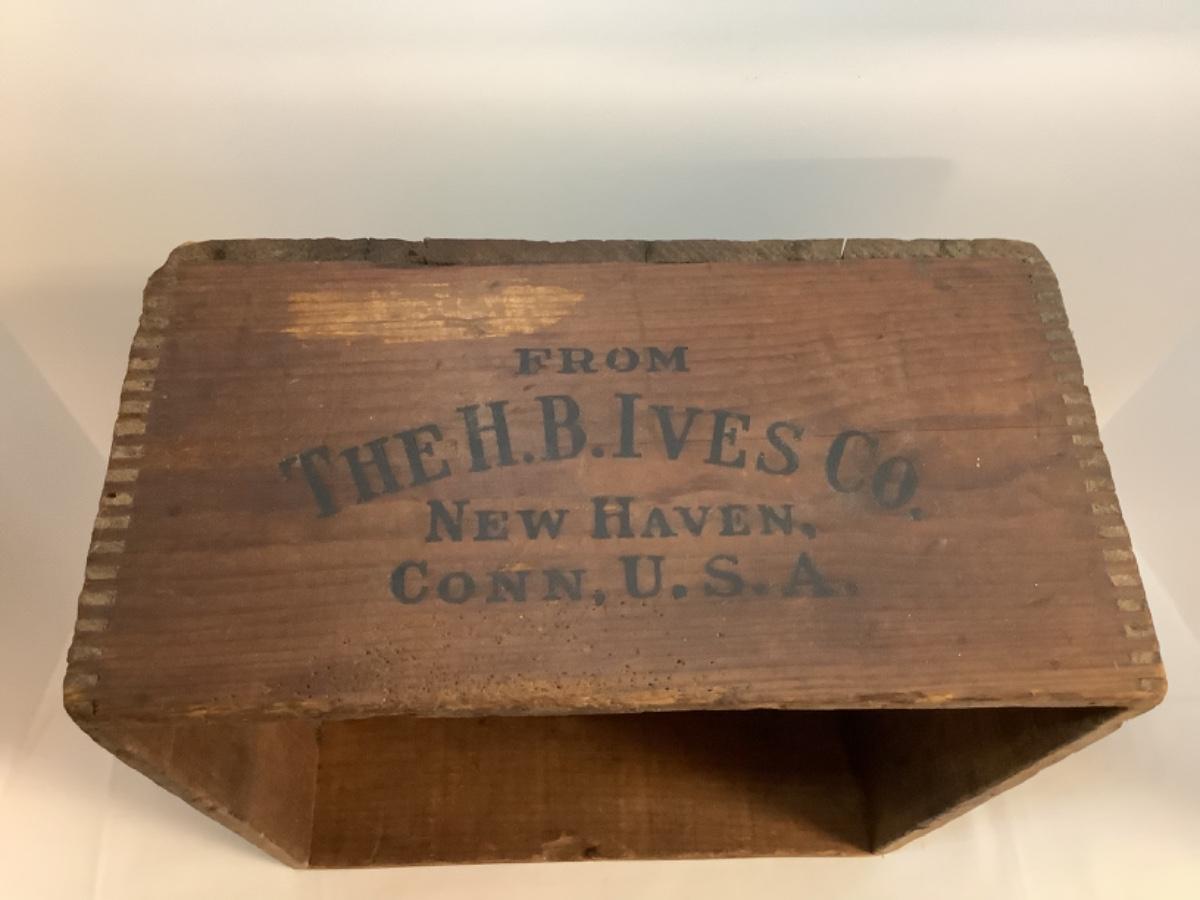 FROM
THE H.B. IVES CO.
NEW HAVEN,
CONN, U.S.A.